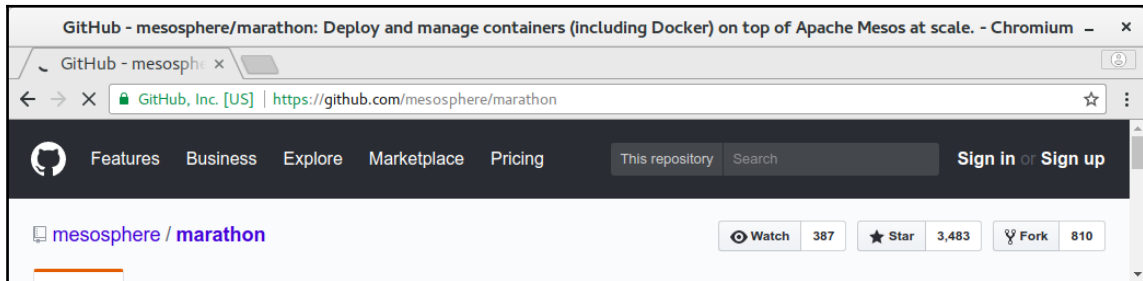 GitHub - mesosphere/marathon: Deploy and manage containers (including Docker) on top of Apache Mesos at scale. - Chromium
GitHub - mesosphe
GitHub, Inc. [US] https://github.com/mesosphere/marathon
Features Business Explore Marketplace Pricing This repository Search Sign in or Sign up
mesosphere / marathon Watch 387 Star 3,483 Fork 810